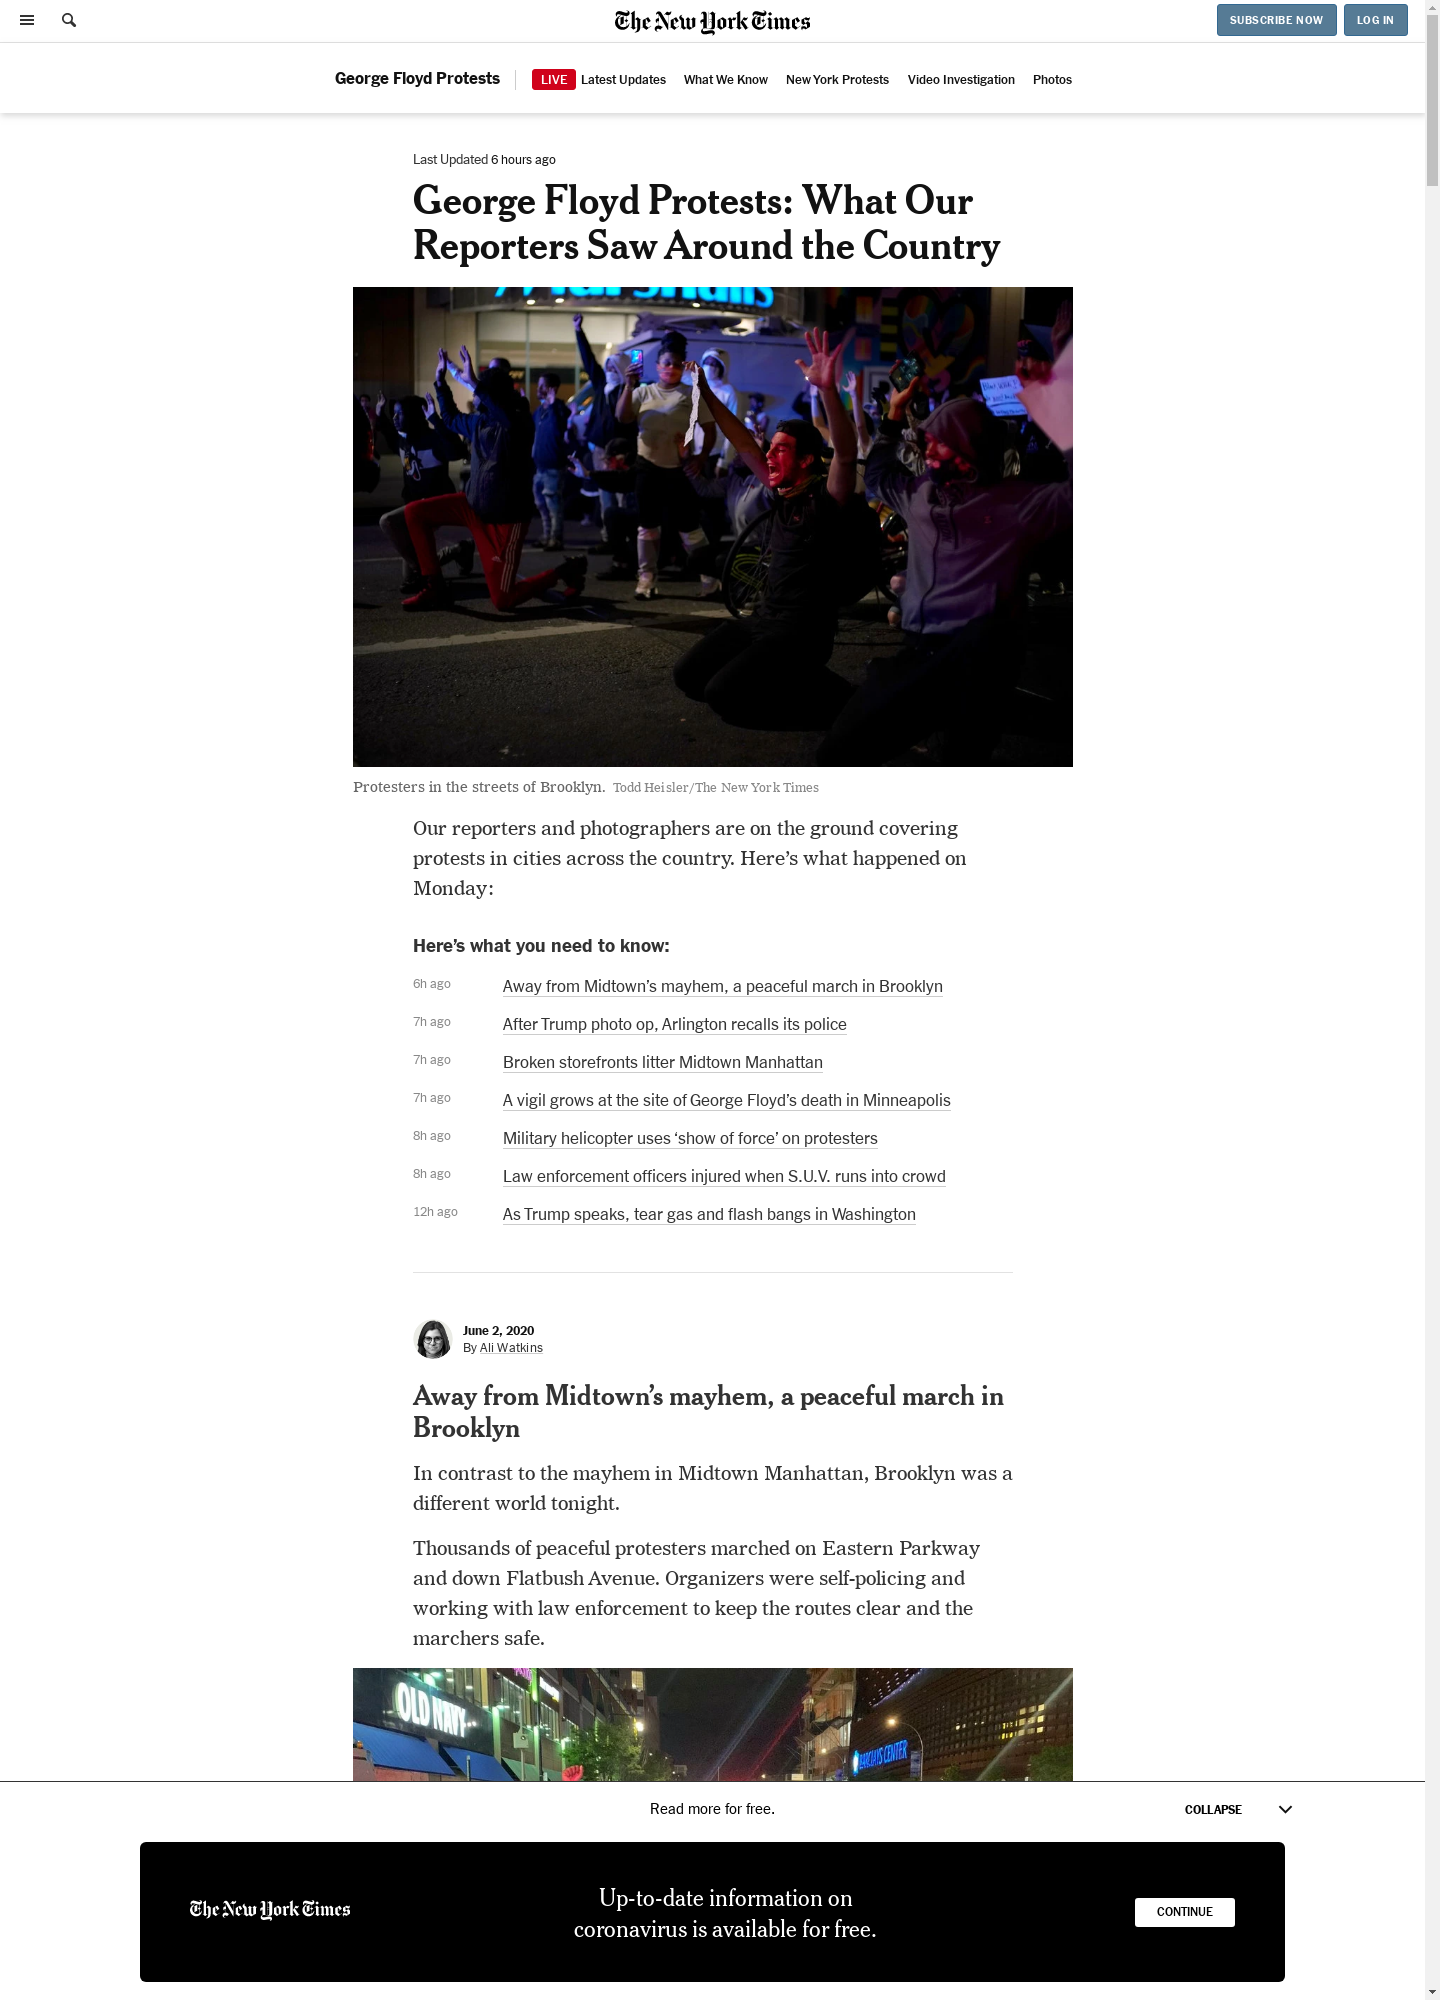 The New York Times
SUBSCRIBE NOW
LOG IN
George Floyd Protests
LIVE Latest Updates
What We Know
New York Protests
Video Investigation
Photos
Last Updated 6 hours ago
George Floyd Protests: What Our
Reporters Saw Around the Country
Marshalls
Protesters in the streets of Brooklyn. Todd Heisler/The New York Times
Our reporters and photographers are on the ground covering
protests in cities across the country. Here’s what happened on
Monday:
Here’s what you need to know:
6h ago Away from Midtown’s mayhem, a peaceful march in Brooklyn
7h ago After Trump photo op, Arlington recalls its police
7h ago Broken storefronts litter Midtown Manhattan
7h ago A vigil grows at the site of George Floyd’s death in Minneapolis
8h ago Military helicopter uses ‘show of force’ on protesters
8h ago Law enforcement officers injured when S.U.V. runs into crowd
12h ago As Trump speaks, tear gas and flash bangs in Washington
June 2, 2020
By Ali Watkins
Away from Midtown’s mayhem, a peaceful march in
Brooklyn
In contrast to the mayhem in Midtown Manhattan, Brooklyn was a
different world tonight.
Thousands of peaceful protesters marched on Eastern Parkway
and down Flatbush Avenue. Organizers were self-policing and
working with law enforcement to keep the routes clear and the
marchers safe.
OLD NAVY
BARCLAYS CENTER
Read more for free.
COLLAPSE
The New York Times
Up-to-date information on
coronavirus is available for free.
CONTINUE